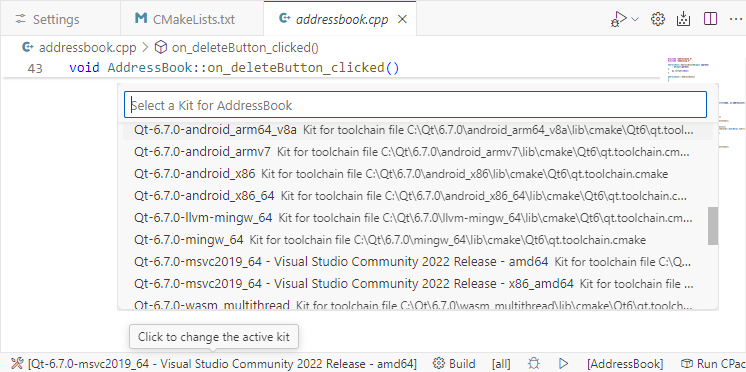 Settings
CMakeLists.txt
addressbook.cpp
addressbook.cpp > on_deleteButton_clicked()
43 void AddressBook::on_deleteButton_clicked()
Select a Kit for AddressBook
Qt-6.7.0-android_arm64_v8a Kit for toolchain file C:\Qt\6.7.0\android_arm64_v8a\lib\cmake\Qt6\qt.tool...
Qt-6.7.0-android_armv7 Kit for toolchain file C:\Qt\6.7.0\android_armv7\lib\cmake\Qt6\qt.toolchain.c...
Qt-6.7.0-android_x86 Kit for toolchain file C:\Qt\6.7.0\android_x86\lib\cmake\Qt6\qt.toolchain.cmake
Qt-6.7.0-android_x86_64 Kit for toolchain file C:\Qt\6.7.0\android_x86_64\lib\cmake\Qt6\qt.toolchain.c...
Qt-6.7.0-llvm-mingw_64 Kit for toolchain file C:\Qt\6.7.0\llvm-mingw_64\lib\cmake\Qt6\qt.toolchain.cm...
Qt-6.7.0-mingw_64 Kit for toolchain file C:\Qt\6.7.0\mingw_64\lib\cmake\Qt6\qt.toolchain.cmake
Qt-6.7.0-msvc2019_64 - Visual Studio Community 2022 Release - amd64 Kit for toolchain file C:\Q...
Qt-6.7.0-msvc2019_64 - Visual Studio Community 2022 Release - x86_amd64 Kit for toolchain file ...
Qt-6.7.0-wasm_multithread Kit for toolchain file C:\Qt\6.7.0\wasm_multithread\lib\cmake\Qt6\qt.toolc...
Click to change the active kit
[Qt-6.7.0-msvc2019_64 - Visual Studio Community 2022 Release - amd64] Build [all] [AddressBook] Run CPac